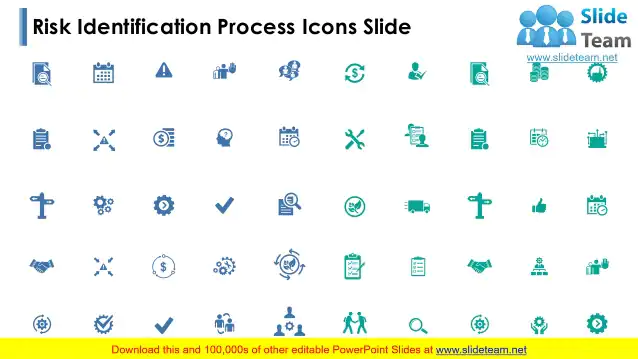 Risk Identification Process Icons Slide
Slide
Team
www.slideteam.net
Download this and 100,000s of other editable PowerPoint Slides at www.slideteam.net